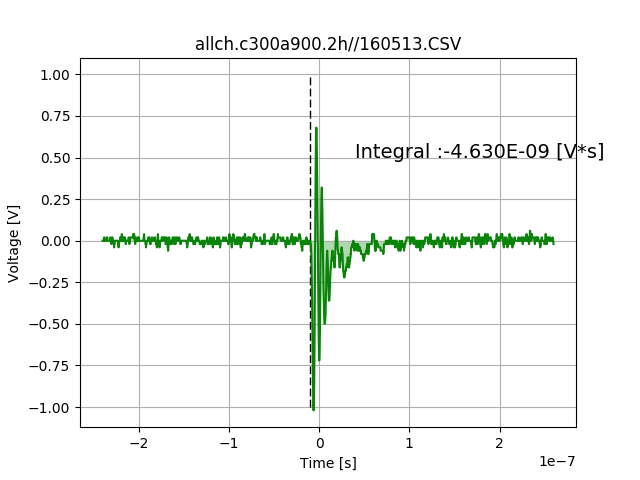 allch.c300a900.2h//160513.CSV
1.00
0.75
Integral :-4.630E-09 [V*s]
0.50
0.25
0.00
−0.25
−0.50
−0.75
−1.00
Voltage [V]
−2
−1
0
1
2
Time [s]
1e−7